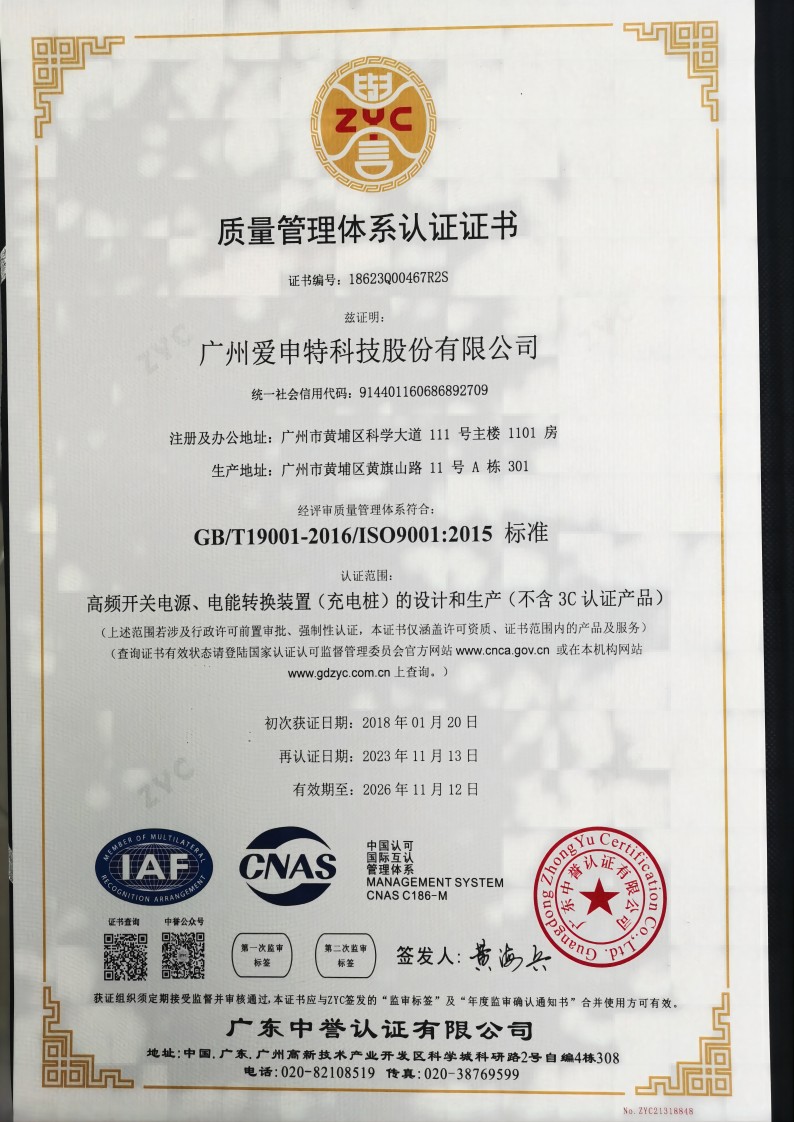 ZYC
质量管理体系认证证书
证书编号：18623Q00467R2S
兹证明：
广州爱申特科技股份有限公司
统一社会信用代码：914401160686892709
注册及办公地址：广州市黄埔区科学大道 111 号主楼 1101 房
生产地址：广州市黄埔区黄旗山路 11 号 A 栋 301
经评审质量管理体系符合：
GB/T19001-2016/ISO9001:2015 标准
认证范围：
高频开关电源、电能转换装置（充电桩）的设计和生产（不含 3C 认证产品）
（上述范围若涉及行政许可前置审批、强制性认证，本证书仅涵盖许可资质、证书范围内的产品及服务）
（查询证书有效状态请登陆国家认证认可监督管理委员会官方网站 www.cnca.gov.cn 或在本机构网站
www.gdzyc.com.cn 上查询。）
初次获证日期：2018 年 01 月 20 日
再认证日期：2023 年 11 月 13 日
有效期至：2026 年 11 月 12 日
MEMBER OF MULTILATERAL
IAF
RECOGNITION ARRANGEMENT
CNAS
中国认可
国际互认
管理体系
MANAGEMENT SYSTEM
CNAS C186-M
Guangdong ZhongYu Certification Co.,Ltd.
广东中誉认证有限公司
证书查询
中誉公众号
第一次监审
标签
第二次监审
标签
签发人：黄海兵
获证组织须定期接受监督并审核通过，本证书应与ZYC签发的“监审标签”及“年度监审确认通知书”合并使用方可有效。
广东中誉认证有限公司
地址：中国．广东．广州高新技术产业开发区科学城科研路2号自编4栋308
电话：020-82108519 传真：020-38769599
No. ZYC21318848
ZYC
ZYC